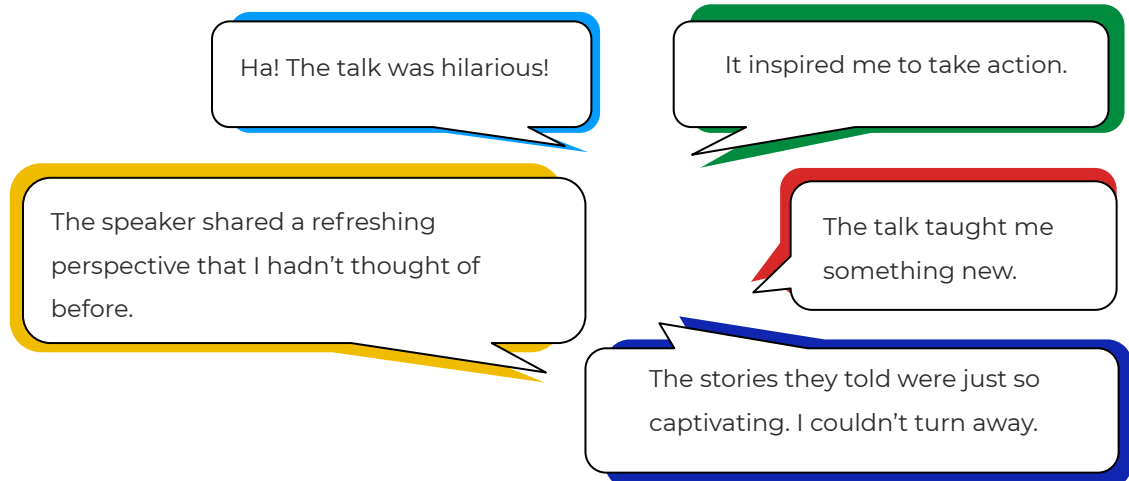 Ha! The talk was hilarious!
It inspired me to take action.
The speaker shared a refreshing
perspective that I hadn’t thought of
before.
The talk taught me
something new.
The stories they told were just so
captivating. I couldn’t turn away.